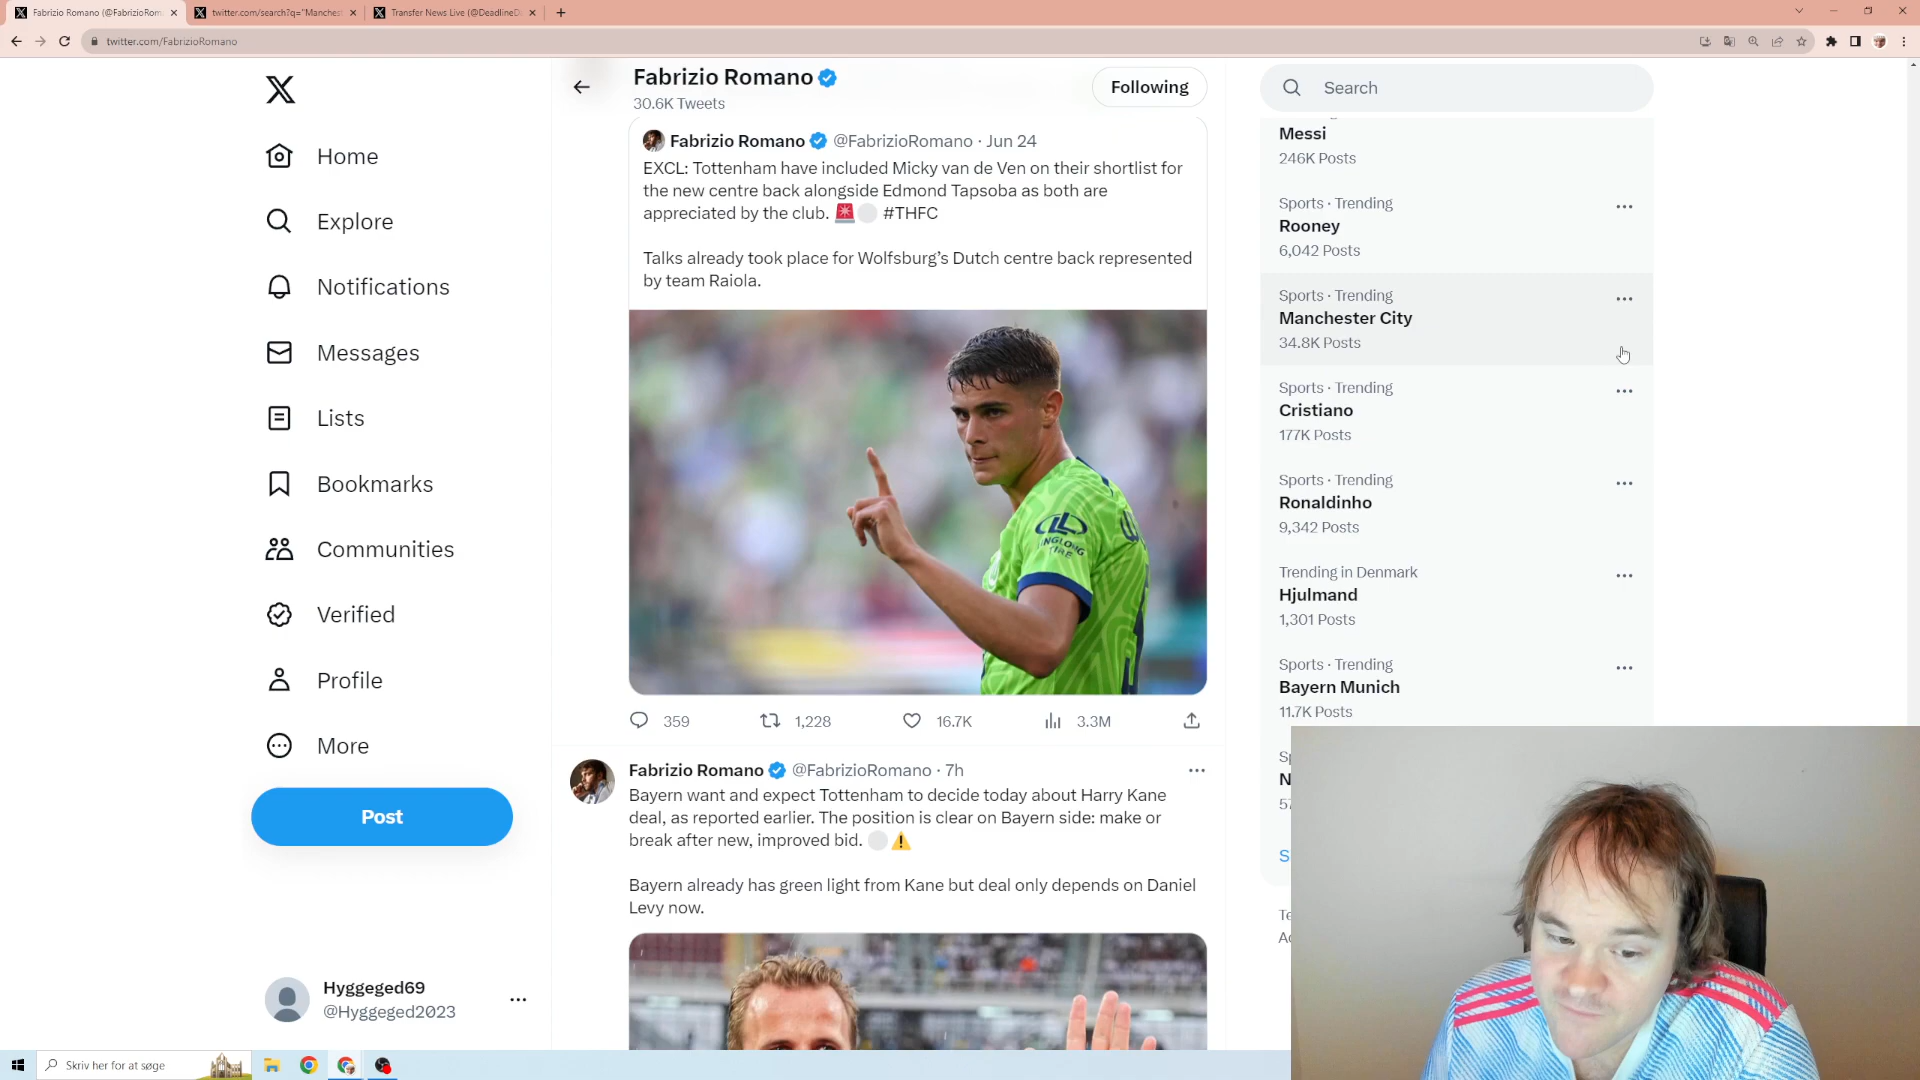 Fabrizio Romano (@FabrizioRom
twitter.com/search?q="Manches
Transfer News Live (@DeadlineD
twitter.com/FabrizioRomano
Home
Explore
Notifications
Messages
Lists
Bookmarks
Communities
Verified
Profile
More
Post
Hyggeged69
@Hyggeged2023
Fabrizio Romano
30.6K Tweets
Following
Fabrizio Romano @FabrizioRomano · Jun 24
EXCL: Tottenham have included Micky van de Ven on their shortlist for
the new centre back alongside Edmond Tapsoba as both are
appreciated by the club. 🚨⚪ #THFC
Talks already took place for Wolfsburg’s Dutch centre back represented
by team Raiola.
LINGLONG
TIRE
359
1,228
16.7K
3.3M
Fabrizio Romano @FabrizioRomano · 7h
Bayern want and expect Tottenham to decide today about Harry Kane
deal, as reported earlier. The position is clear on Bayern side: make or
break after new, improved bid. ⚪⚠️
Bayern already has green light from Kane but deal only depends on Daniel
Levy now.
Search
Messi
246K Posts
Sports · Trending
Rooney
6,042 Posts
Sports · Trending
Manchester City
34.8K Posts
Sports · Trending
Cristiano
177K Posts
Sports · Trending
Ronaldinho
9,342 Posts
Trending in Denmark
Hjulmand
1,301 Posts
Sports · Trending
Bayern Munich
11.7K Posts
Skriv her for at søge